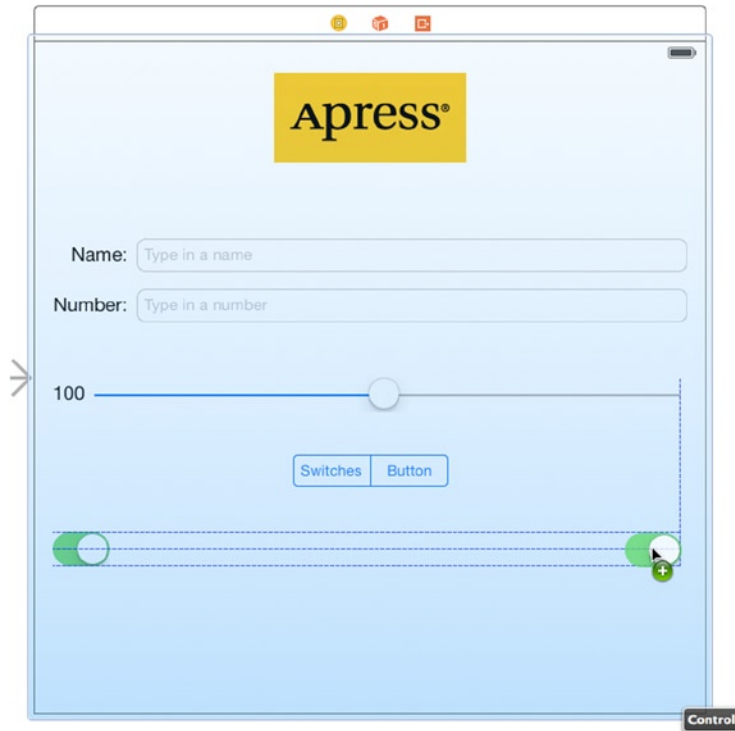 Apress®
Name: Type in a name
Number: Type in a number
100
Switches Button
Control